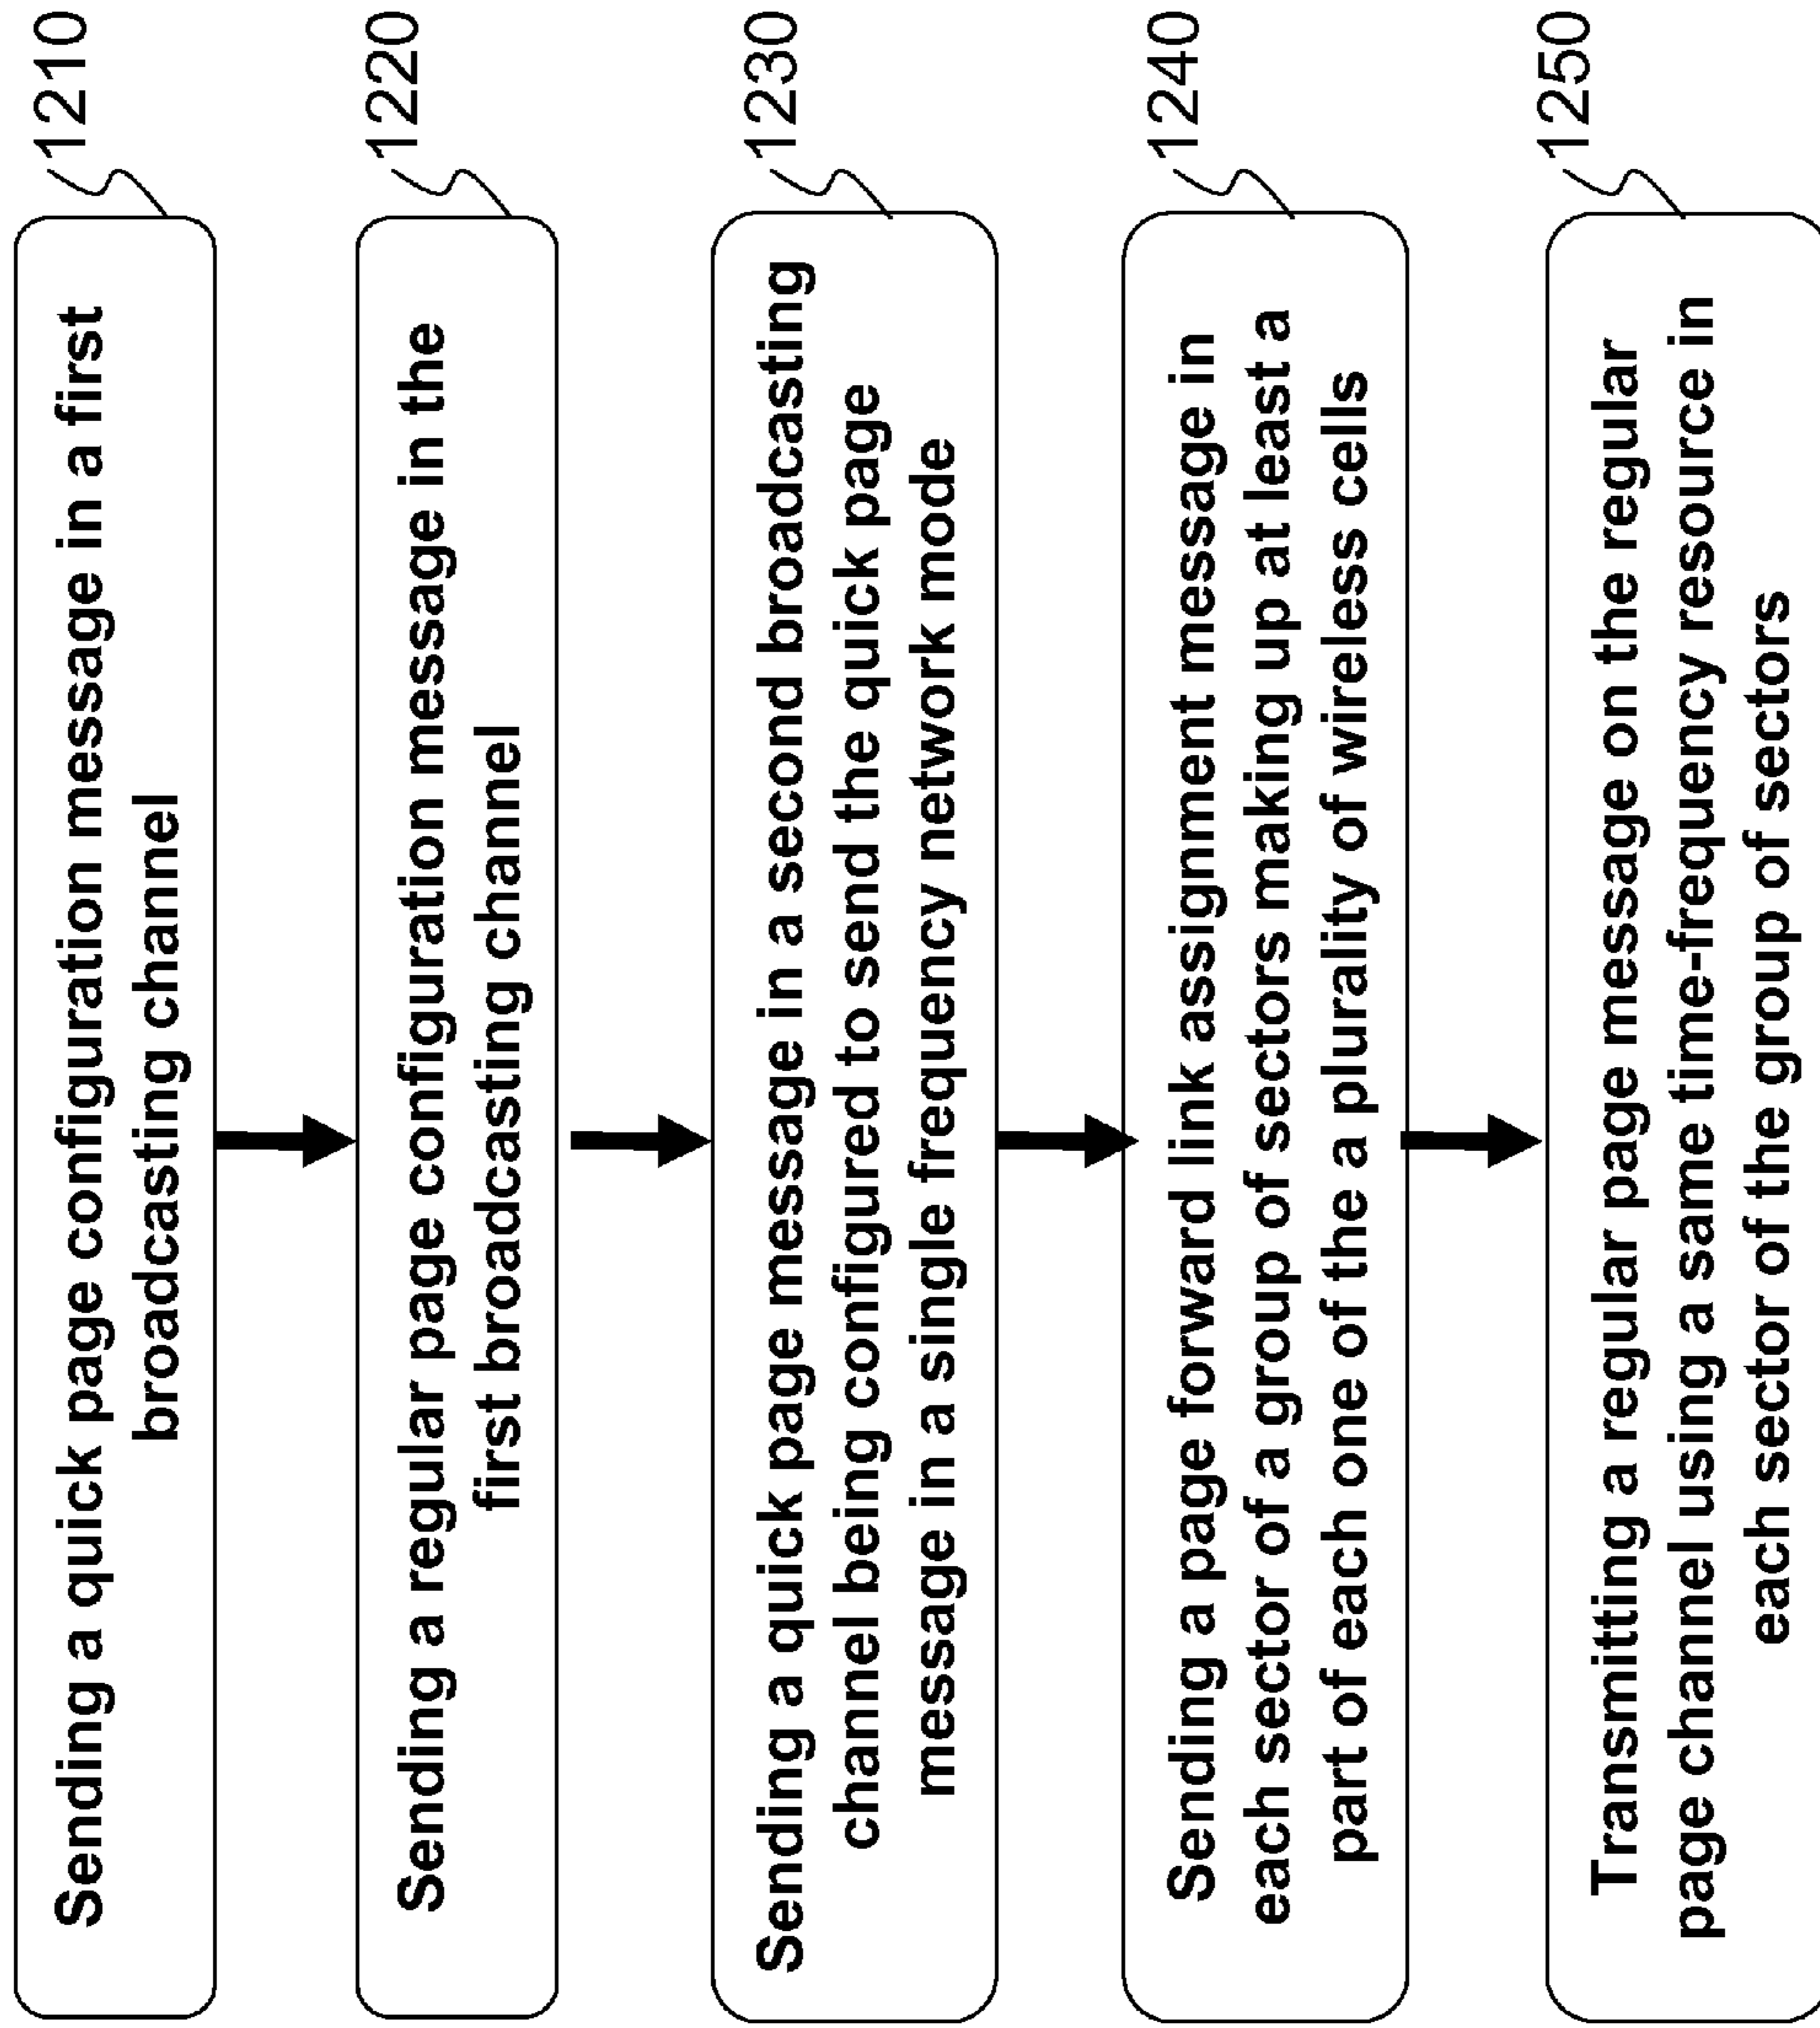 Sending a quick page configuration message in a first
broadcasting channel
1210
Sending a regular page configuration message in the
first broadcasting channel
1220
Sending a quick page message in a second broadcasting
channel being configured to send the quick page
message in a single frequency network mode
1230
Sending a page forward link assignment message in
each sector of a group of sectors making up at least a
part of each one of the a plurality of wireless cells
1240
Transmitting a regular page message on the regular
page channel using a same time-frequency resource in
each sector of the group of sectors
1250